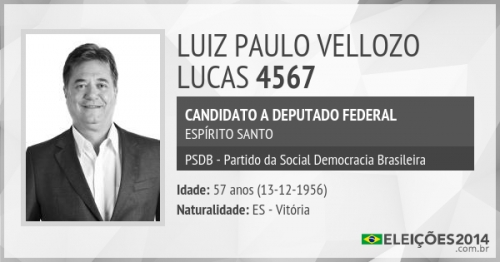 LUIZ PAULO VELLOZO
LUCAS 4567
CANDIDATO A DEPUTADO FEDERAL
ESPÍRITO SANTO
PSDB - Partido da Social Democracia Brasileira
Idade: 57 anos (13-12-1956)
Naturalidade: ES - Vitória
ELEIÇÕES2014
.com.br